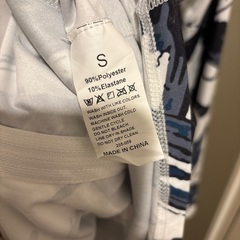 S
90%Polyester
10%Elastane
WASH WITH LIKE COLORS
WASH INSIDE OUT
MACHINE WASH COLD
GENTLE CYCLE
DO NOT BLEACH.
LINE DRY IN SHADE.
DO NOT DRY CLEAN.
MADE IN CHINA